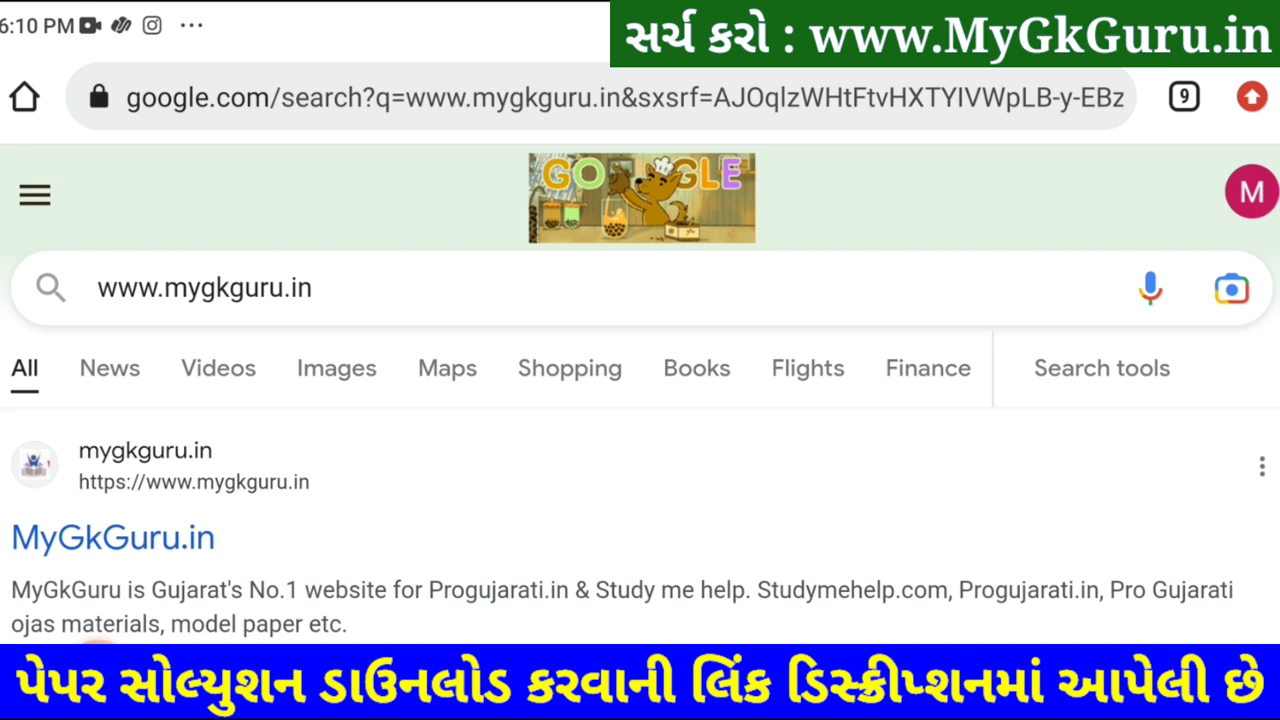 6:10 PM
સર્ચ કરો : www.MyGkGuru.in
google.com/search?q=www.mygkguru.in&sxsrf=AJOqlzWHtFtvHXTYIVWpLB-y-EBz
9
GOOGLE
M
www.mygkguru.in
All News Videos Images Maps Shopping Books Flights Finance Search tools
mygkguru.in
https://www.mygkguru.in
MyGkGuru.in
MyGkGuru is Gujarat's No.1 website for Progujarati.in & Study me help. Studymehelp.com, Progujarati.in, Pro Gujarati
ojas materials, model paper etc.
પેપર સોલ્યુશન ડાઉનલોડ કરવાની લિંક ડિસ્ક્રીપ્શનમાં આપેલી છે